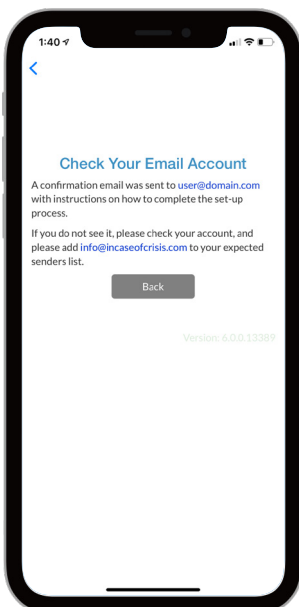 1:40
Check Your Email Account
A confirmation email was sent to user@domain.com
with instructions on how to complete the set-up
process.
If you do not see it, please check your account, and
please add info@incaseofcrisis.com to your expected
senders list.
Back
Version: 6.0.0.13389